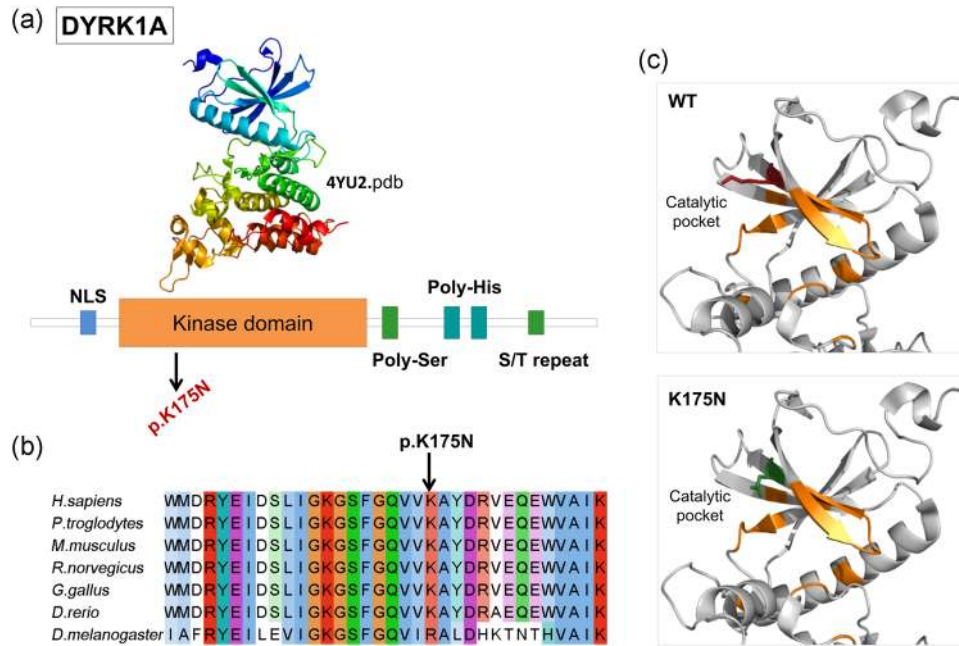 (a)
DYRK1A
4YU2.pdb
NLS
Kinase domain
Poly-His
Poly-Ser
S/T repeat
p.K175N
(b)
p.K175N
H.sapiens WMDRYEIDSLIGKGSFGQVVKAYDRVEQEWVAIK
P.troglodytes WMDRYEIDSLIGKGSFGQVVKAYDRVEQEWVAIK
M.musculus WMDRYEIDSLIGKGSFGQVVKAYDRVEQEWVAIK
R.norvegicus WMDRYEIDSLIGKGSFGQVVKAYDRVEQEWVAIK
G.gallus WMDRYEIDSLIGKGSFGQVVKAYDRVEQEWVAIK
D.rerio WMDRYEIDSLIGKGSFGQVVKAYDRAEQEWVAIK
D.melanogaster IAFRYEILEVIGKGSFGQVIRALDHKTNTHVAIK
(c)
WT
Catalytic
pocket
K175N
Catalytic
pocket